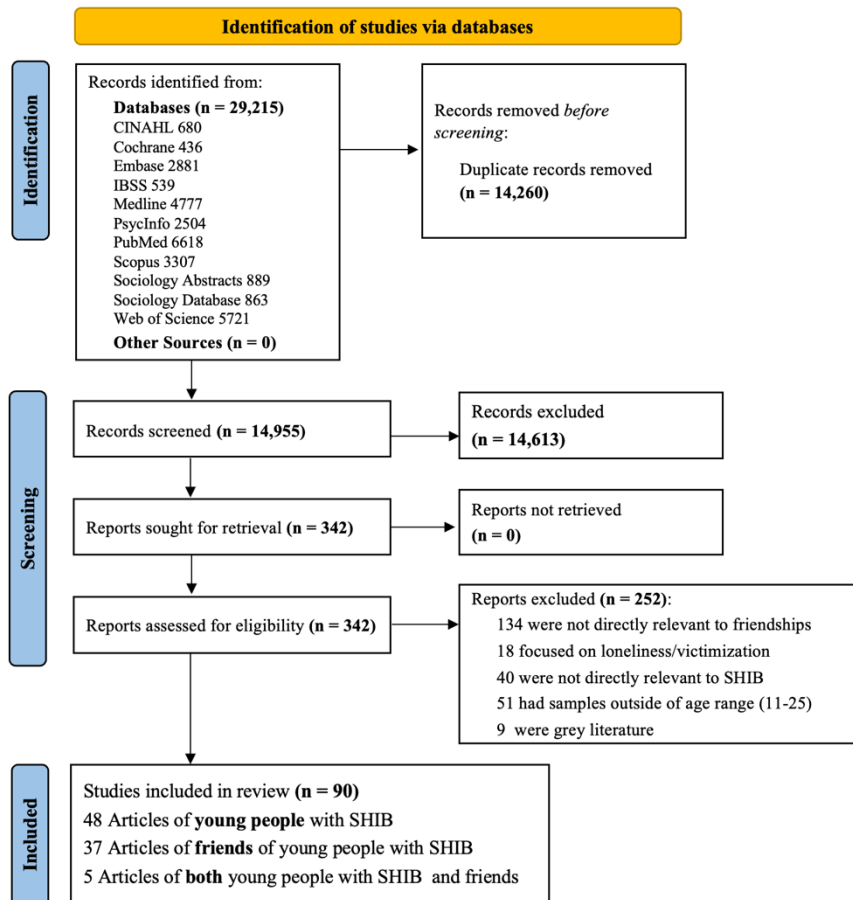 Identification of studies via databases
Identification
Records identified from:
Databases (n = 29,215)
CINAHL 680
Cochrane 436
Embase 2881
IBSS 539
Medline 4777
PsycInfo 2504
PubMed 6618
Scopus 3307
Sociology Abstracts 889
Sociology Database 863
Web of Science 5721
Other Sources (n = 0)
Records removed before
screening:
Duplicate records removed
(n = 14,260)
Screening
Records screened (n = 14,955)
Records excluded
(n = 14,613)
Reports sought for retrieval (n = 342)
Reports not retrieved
(n = 0)
Reports assessed for eligibility (n = 342)
Reports excluded (n = 252):
134 were not directly relevant to friendships
18 focused on loneliness/victimization
40 were not directly relevant to SHIB
51 had samples outside of age range (11-25)
9 were grey literature
Included
Studies included in review (n = 90)
48 Articles of young people with SHIB
37 Articles of friends of young people with SHIB
5 Articles of both young people with SHIB and friends